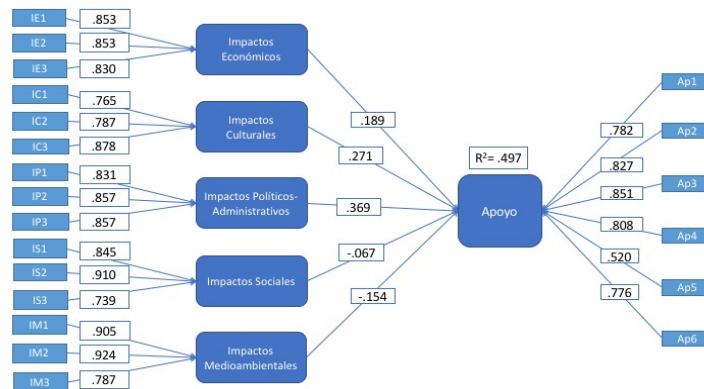 IE1
.853
IE2
.853
IE3
.830
Impactos
Económicos
IC1
.765
IC2
.787
IC3
.878
Impactos
Culturales
IP1
.831
IP2
.857
IP3
.857
Impactos Políticos-
Administrativos
IS1
.845
IS2
.910
IS3
.739
Impactos Sociales
IM1
.905
IM2
.924
IM3
.787
Impactos
Medioambientales
.189
.271
.369
-.067
-.154
R²= .497
Apoyo
.782
.827
.851
.808
.520
.776
Ap1
Ap2
Ap3
Ap4
Ap5
Ap6